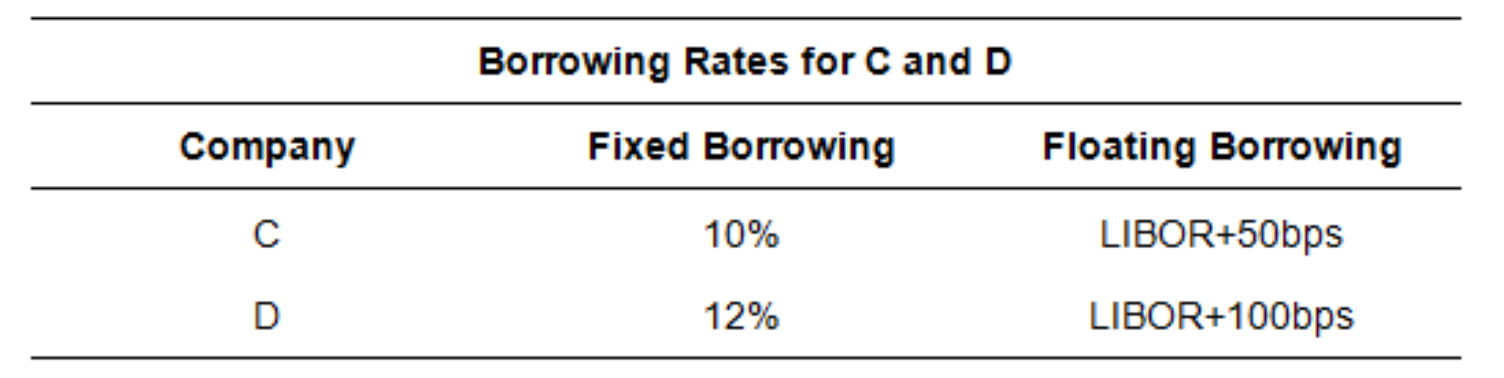 Borrowing Rates for C and D
Company Fixed Borrowing Floating Borrowing
C 10% LIBOR+50bps
D 12% LIBOR+100bps